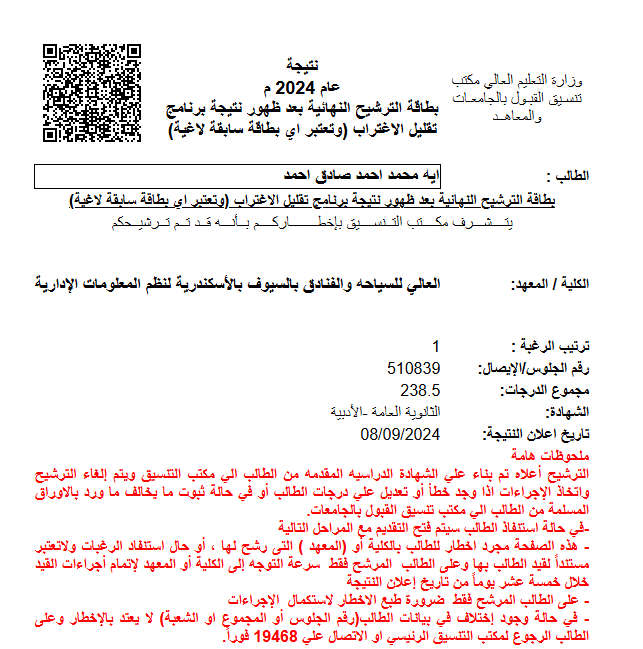 وزارة التعليم العالي مكتب
تنسيق القبول بالجامعات
والمعاهد
نتيجة
عام 2024 م
بطاقة الترشيح النهائية بعد ظهور نتيجة برنامج
تقليل الاغتراب (وتعتبر اي بطاقة سابقة لاغية)
الطالب : ايه محمد احمد صادق احمد
بطاقة الترشيح النهائية بعد ظهور نتيجة برنامج تقليل الاغتراب (وتعتبر اي بطاقة سابقة لاغية)
يتـــشـــرف مكـــتب التـنســـيق بإخطـــــــاركـــم بــأنـــه قــد تــم تــرشـيــحكم
الكلية / المعهد: العالي للسياحه والفنادق بالسيوف بالأسكندرية لنظم المعلومات الإدارية
ترتيب الرغبة : 1
رقم الجلوس/الإيصال: 510839
مجموع الدرجات: 238.5
الشهادة: الثانوية العامة -الأدبية
تاريخ اعلان النتيجة: 08/09/2024
ملحوظات هامة
الترشيح أعلاه تم بناء علي الشهادة الدراسيه المقدمه من الطالب الي مكتب التنسيق ويتم إلغاء الترشيح
واتخاذ الإجراءات اذا وجد خطأ أو تعديل علي درجات الطالب أو في حالة ثبوت ما يخالف ما ورد بالاوراق
المسلمة من الطالب الي مكتب تنسيق القبول بالجامعات.
-في حالة استنفاذ الطالب سيتم فتح التقديم مع المراحل التالية
- هذه الصفحة مجرد اخطار للطالب بالكلية أو (المعهد ) التى رشح لها ، أو حال استنفاد الرغبات ولاتعتبر
مستنداً لقيد الطالب بها وعلى الطالب المرشح فقط سرعة التوجه إلى الكلية أو المعهد لإتمام أجراءات القيد
خلال خمسة عشر يوماً من تاريخ إعلان النتيجة
- على الطالب المرشح فقط ضرورة طبع الاخطار لاستكمال الإجراءات
- في حالة وجود إختلاف في بيانات الطالب(رقم الجلوس أو المجموع او الشعبة) لا يعتد بالإخطار وعلى
الطالب الرجوع لمكتب التنسيق الرئيسي او الاتصال علي 19468 فوراً.